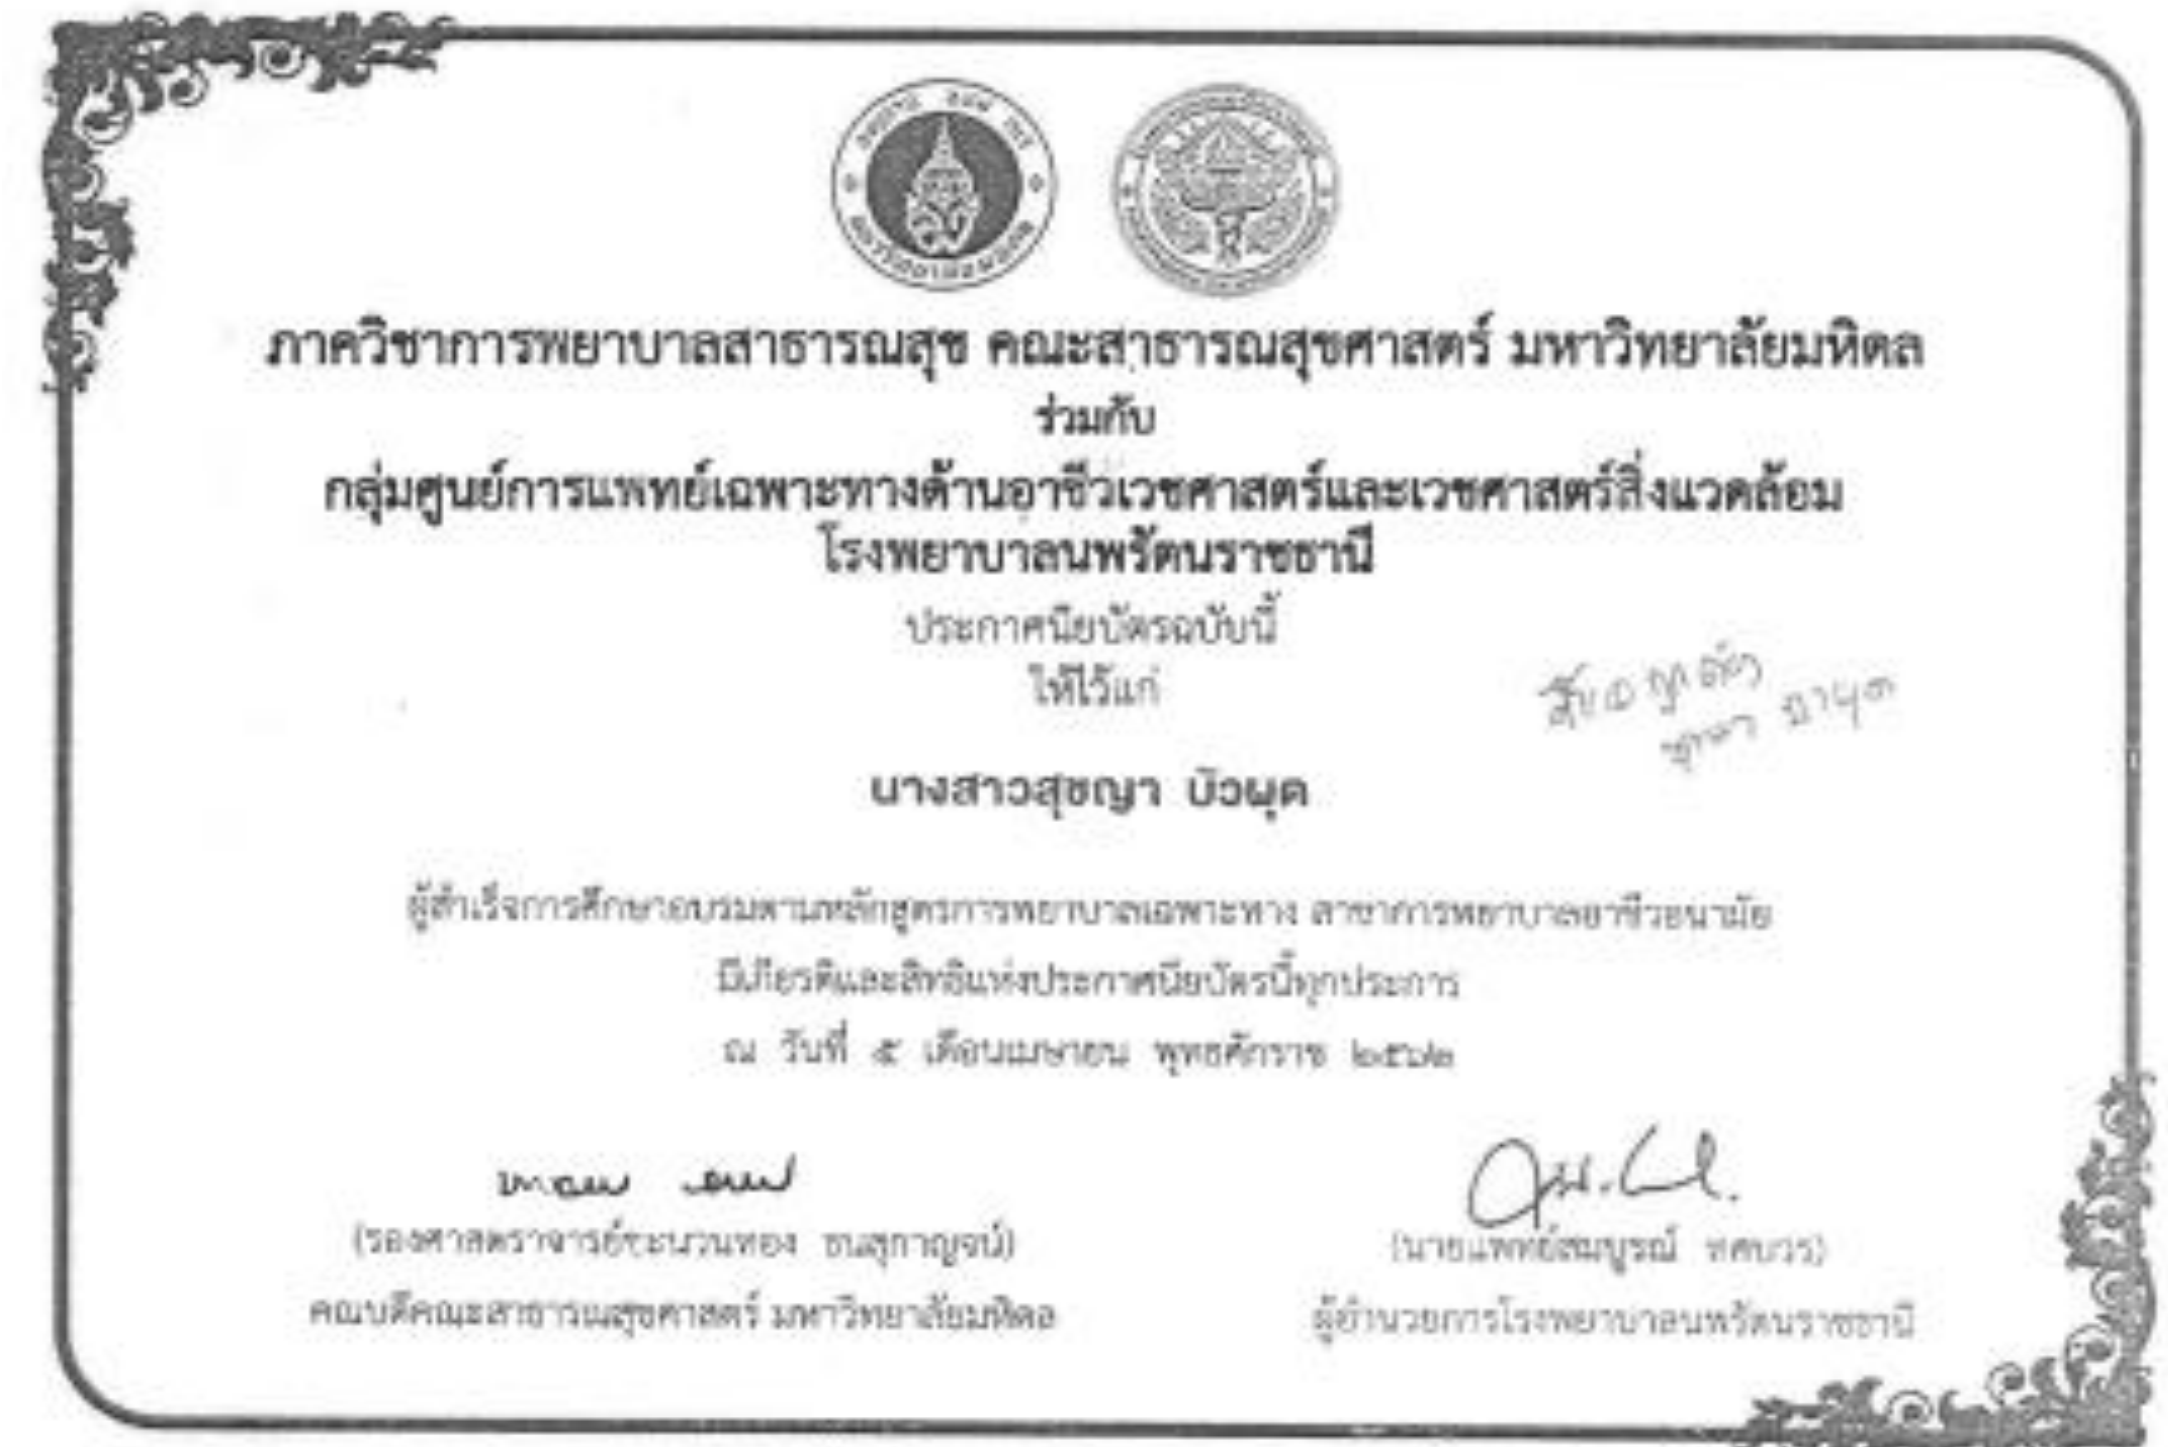 ภาควิชาการพยาบาลสาธารณสุข คณะสาธารณสุขศาสตร์ มหาวิทยาลัยมหิดล
ร่วมกับ
กลุ่มศูนย์การแพทย์เฉพาะทางด้านอาชีวเวชศาสตร์และเวชศาสตร์สิ่งแวดล้อม
โรงพยาบาลนพรัตนราชธานี
ประกาศนียบัตรฉบับนี้
ให้ไว้แก่
นางสาวสุชญา บัวผุด
ผู้สำเร็จการศึกษาอบรมตามหลักสูตรการพยาบาลเฉพาะทาง สาขาการพยาบาลอาชีวอนามัย
มีเกียรติและสิทธิแห่งประกาศนียบัตรนี้ทุกประการ
ณ วันที่ ๕ เดือนเมษายน พุทธศักราช
(รองศาสตราจารย์ชะนวนทอง ธนสุกาญจน์)
(นายแพทย์สมบูรณ์ ทศบวร)
คณบดีคณะสาธารณสุขศาสตร์ มหาวิทยาลัยมหิดล
ผู้อำนวยการโรงพยาบาลนพรัตนราชธานี